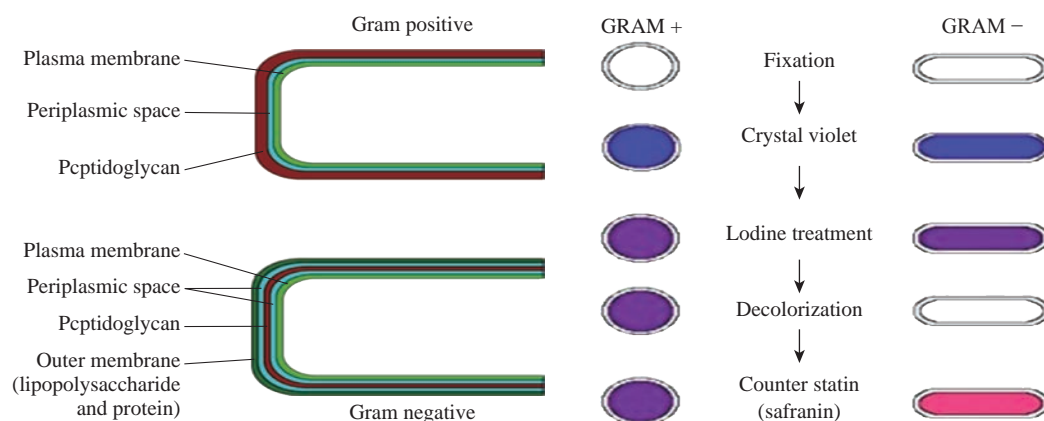 Gram positive
Plasma membrane
Periplasmic space
Pcptidoglycan
Plasma membrane
Periplasmic space
Pcptidoglycan
Outer membrane
(lipopolysaccharide
and protein)
Gram negative
GRAM +
GRAM −
Fixation
Crystal violet
Lodine treatment
Decolorization
Counter statin
(safranin)